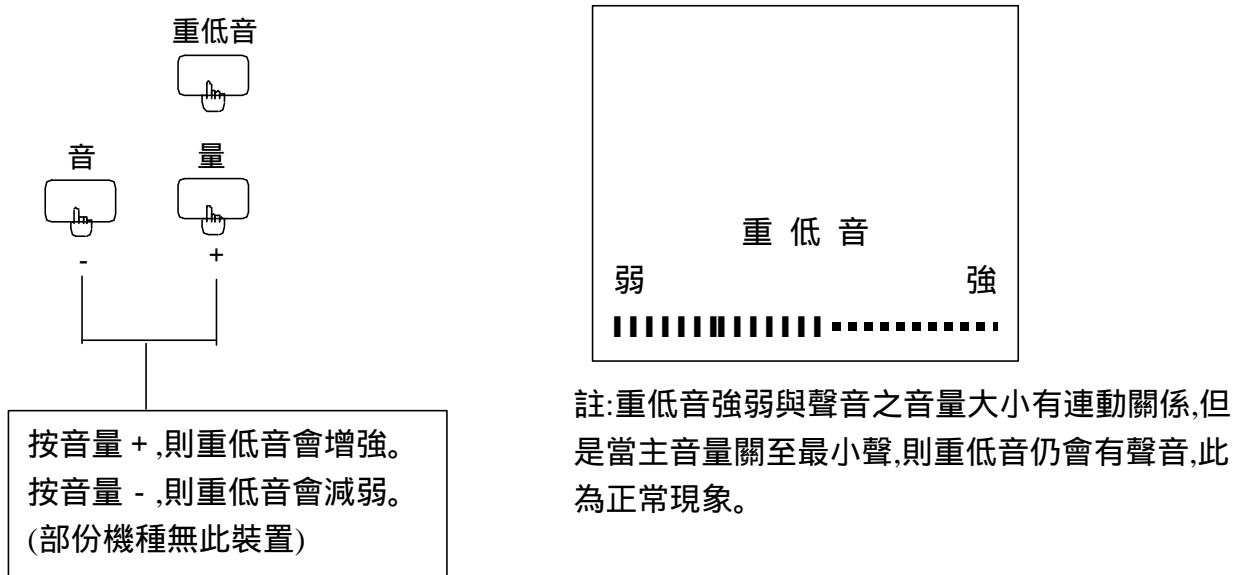 重低音
音 量
- +
按音量 + ,則重低音會增強。
按音量 - ,則重低音會減弱。
(部份機種無此裝置)
重 低 音
弱 強
註:重低音強弱與聲音之音量大小有連動關係,但
是當主音量關至最小聲,則重低音仍會有聲音,此
為正常現象。